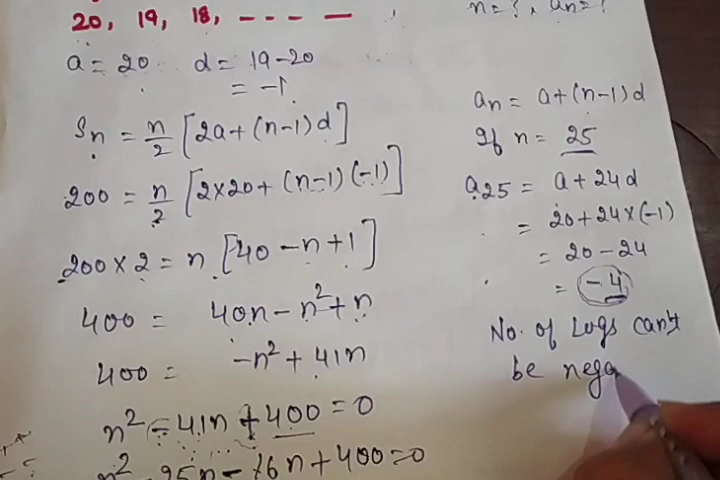 20, 19, 18, - - - -
n = ?, an = ?
a = 20 d = 19-20
= -1
Sn = n/2 [2a+(n-1)d]
200 = n/2 [2×20+(n-1)(-1)]
200×2 = n [40-n+1]
400 = 40n-n²+n
400 = -n²+41n
n²-41n+400=0
n²-25n-16n+400=0
an = a+(n-1)d
If n = 25
a25 = a+24d
= 20+24×(-1)
= 20-24
= -4
No. of Logs can't
be nega